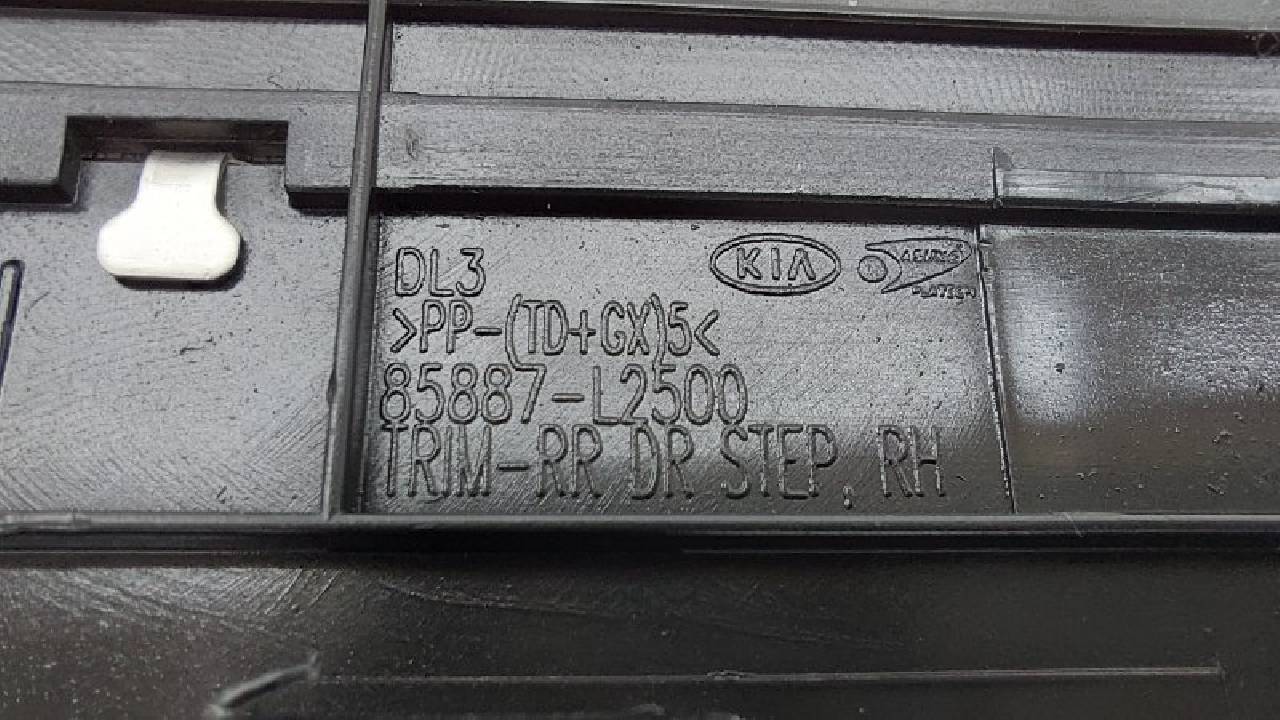 DL3
KIA
>PP-(TD+GX)5<
85887-L2500
TRIM-RR DR STEP, RH